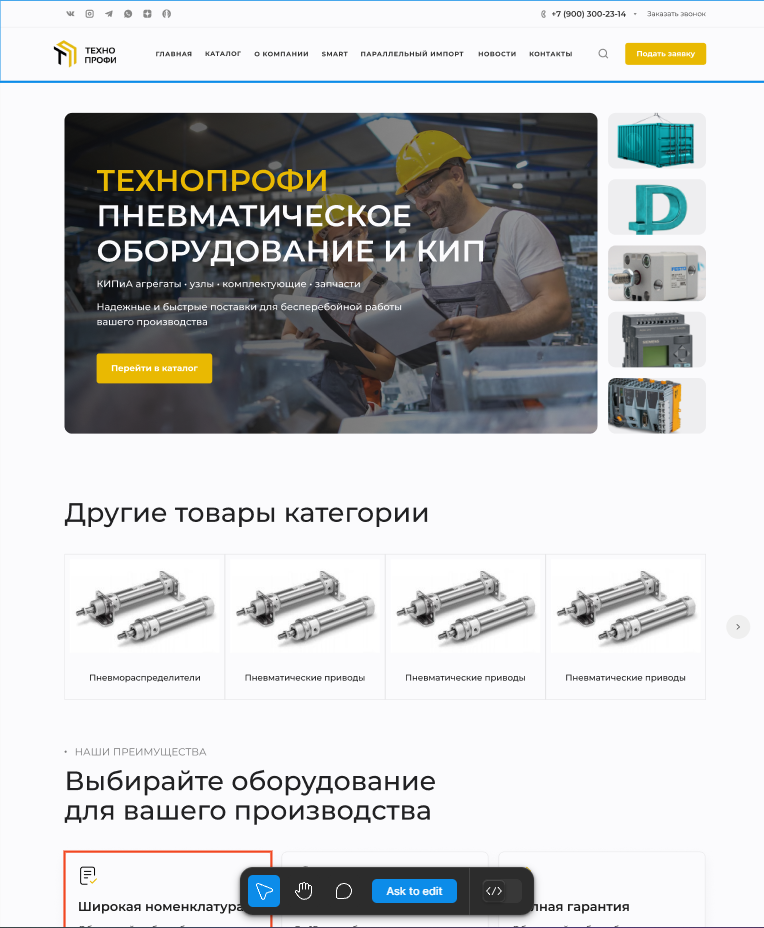 +7 (900) 300-23-14
Заказать звонок
ТЕХНО
ПРОФИ
ГЛАВНАЯ
КАТАЛОГ
О КОМПАНИИ
SMART
ПАРАЛЛЕЛЬНЫЙ ИМПОРТ
НОВОСТИ
КОНТАКТЫ
Подать заявку
ТЕХНОПРОФИ
ПНЕВМАТИЧЕСКОЕ
ОБОРУДОВАНИЕ И КИП
КИПиА агрегаты • узлы • комплектующие • запчасти
Надежные и быстрые поставки для бесперебойной работы
вашего производства
Перейти в каталог
FESTO
SIEMENS
Другие товары категории
Пневмораспределители
Пневматические приводы
Пневматические приводы
Пневматические приводы
• НАШИ ПРЕИМУЩЕСТВА
Выбирайте оборудование
для вашего производства
Широкая номенклатура
гарантия
Ask to edit